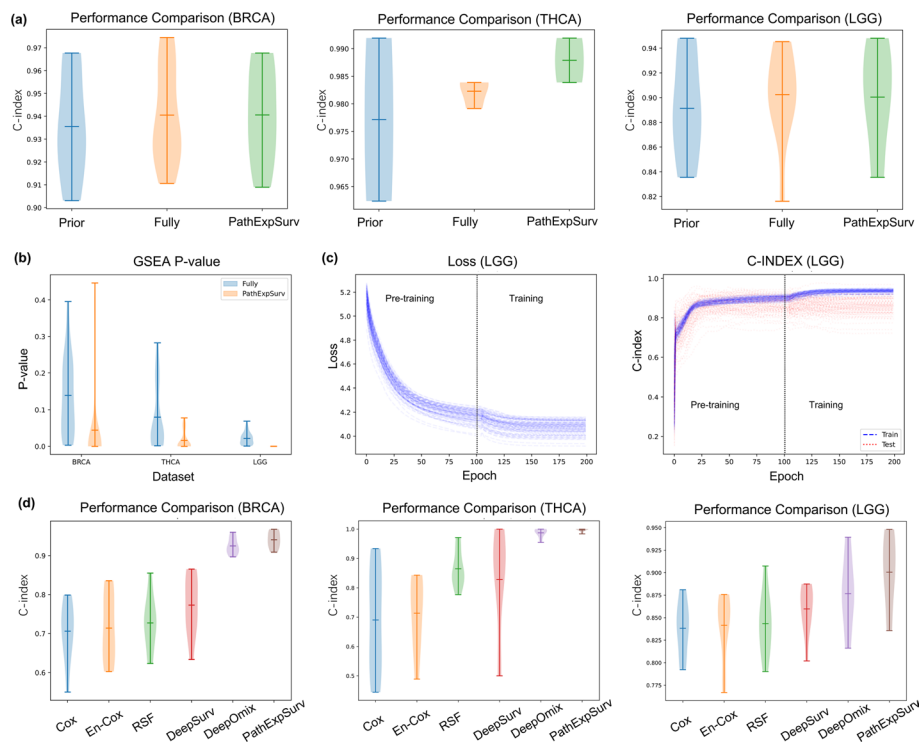 (a)
Performance Comparison (BRCA)
C-index
0.97
0.96
0.95
0.94
0.93
0.92
0.91
0.90
Prior
Fully
PathExpSurv
Performance Comparison (THCA)
C-index
0.990
0.985
0.980
0.975
0.970
0.965
Prior
Fully
PathExpSurv
Performance Comparison (LGG)
C-index
0.94
0.92
0.90
0.88
0.86
0.84
0.82
Prior
Fully
PathExpSurv
(b)
GSEA P-value
Fully
PathExpSurv
P-value
0.4
0.3
0.2
0.1
0.0
BRCA
THCA
LGG
Dataset
(c)
Loss (LGG)
Pre-training
Training
Loss
5.2
5.0
4.8
4.6
4.4
4.2
4.0
0
25
50
75
100
125
150
175
200
Epoch
C-INDEX (LGG)
C-index
1.0
0.8
0.6
0.4
0.2
Pre-training
Training
Train
Test
0
25
50
75
100
125
150
175
200
Epoch
(d)
Performance Comparison (BRCA)
C-index
0.9
0.8
0.7
0.6
Cox
En-Cox
RSF
DeepSurv
DeepOmix
PathExpSurv
Performance Comparison (THCA)
C-index
1.0
0.9
0.8
0.7
0.6
0.5
Cox
En-Cox
RSF
DeepSurv
DeepOmix
PathExpSurv
Performance Comparison (LGG)
C-index
0.950
0.925
0.900
0.875
0.850
0.825
0.800
0.775
Cox
En-Cox
RSF
DeepSurv
DeepOmix
PathExpSurv